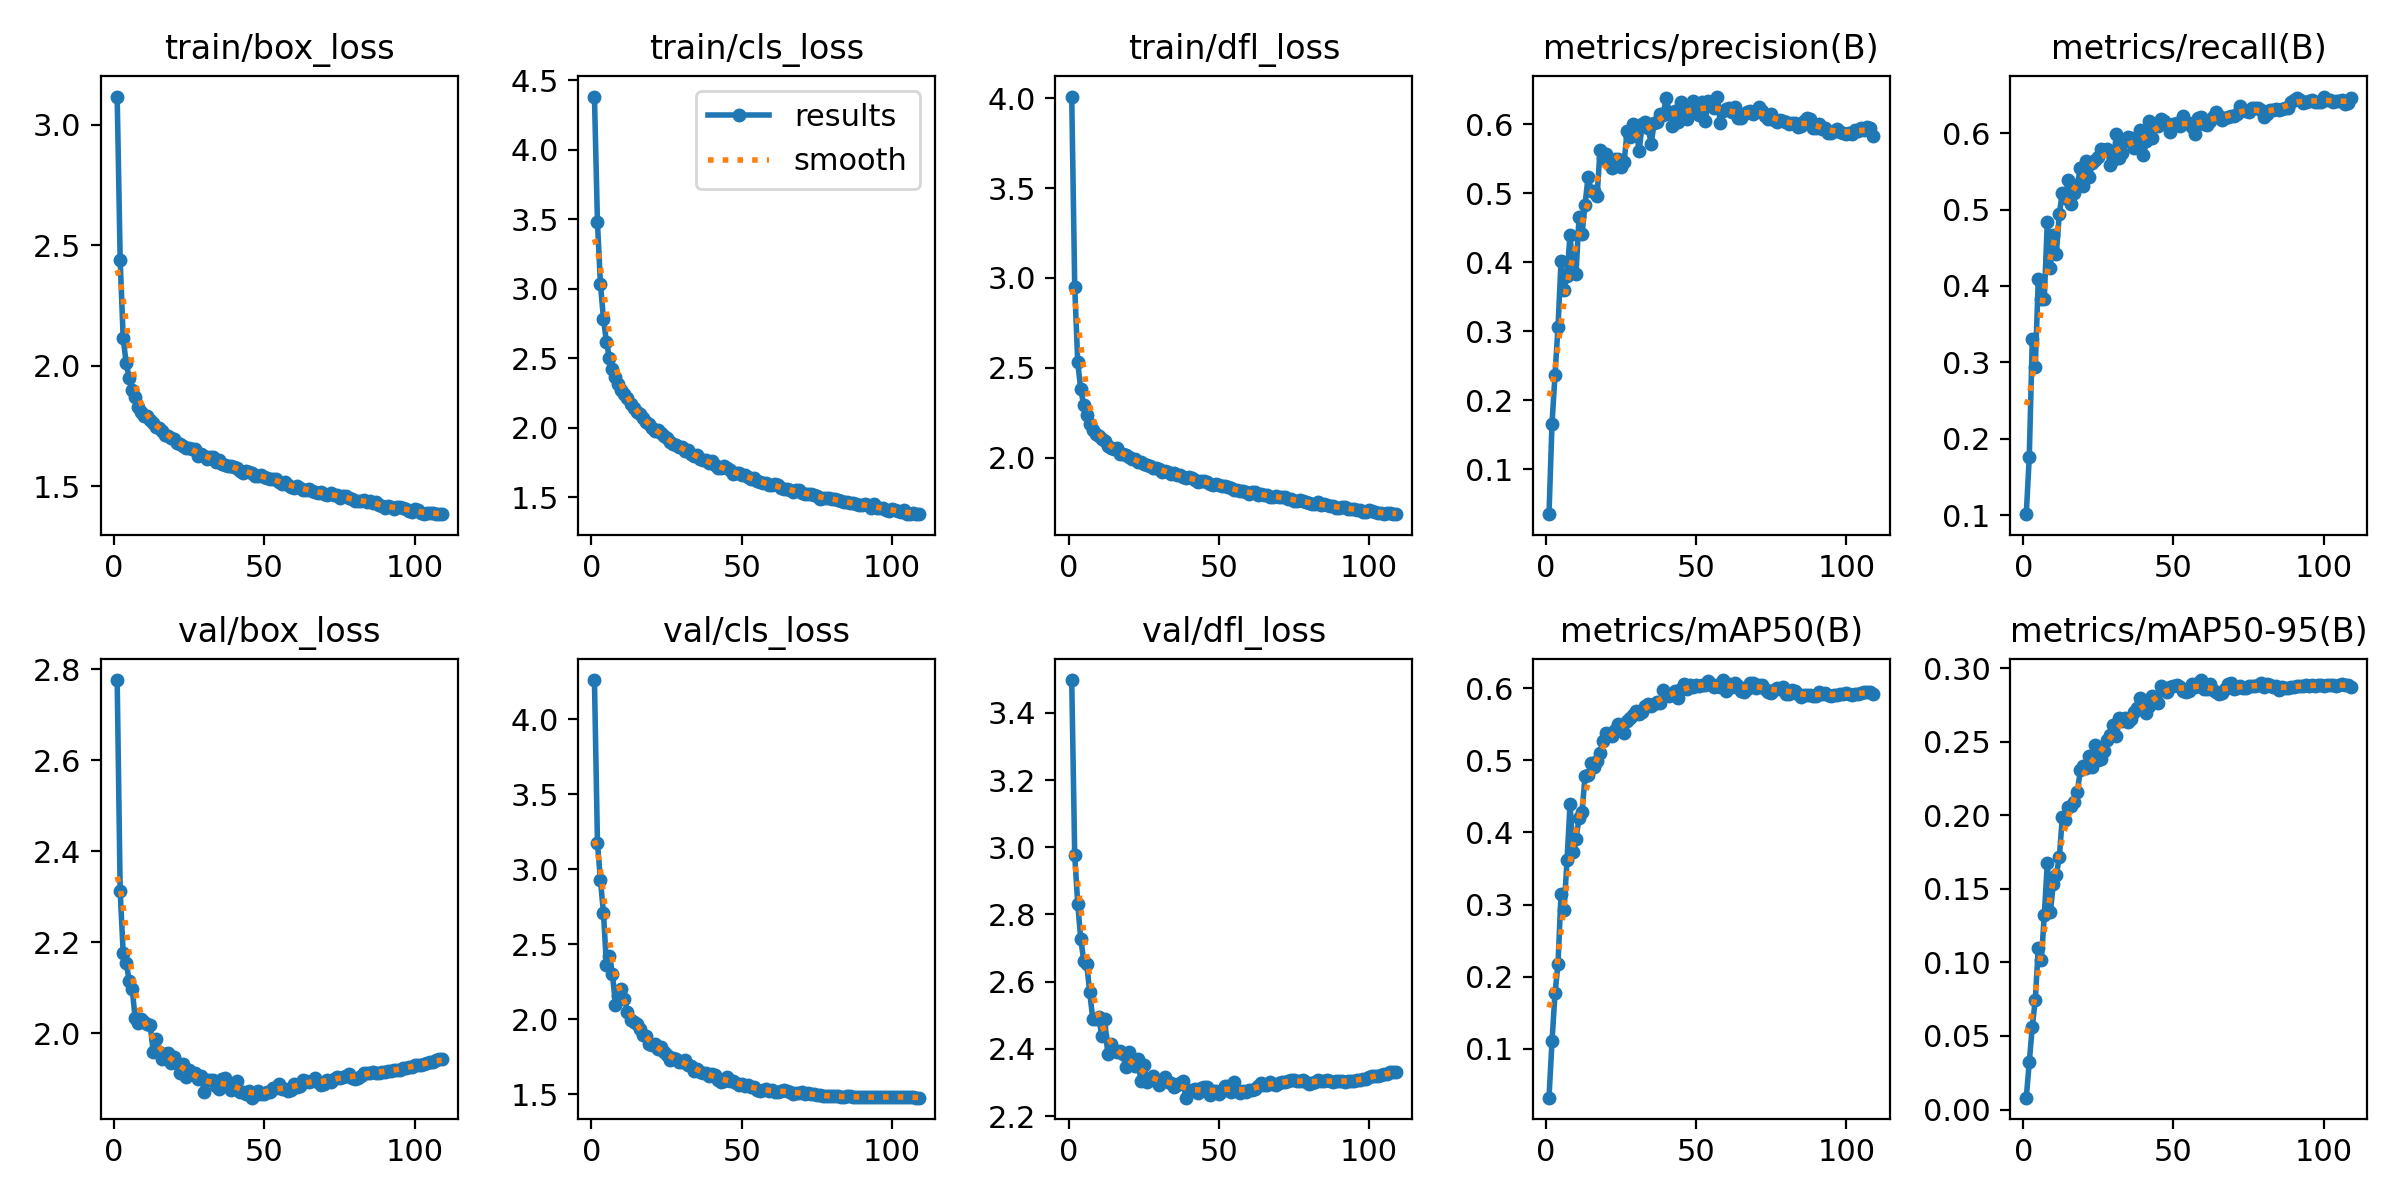 train/box_loss
3.0
2.5
2.0
1.5
0 50 100
train/cls_loss
4.5
4.0
3.5
3.0
2.5
2.0
1.5
0 50 100
results
smooth
train/dfl_loss
4.0
3.5
3.0
2.5
2.0
0 50 100
metrics/precision(B)
0.6
0.5
0.4
0.3
0.2
0.1
0 50 100
metrics/recall(B)
0.6
0.5
0.4
0.3
0.2
0.1
0 50 100
val/box_loss
2.8
2.6
2.4
2.2
2.0
0 50 100
val/cls_loss
4.0
3.5
3.0
2.5
2.0
1.5
0 50 100
val/dfl_loss
3.4
3.2
3.0
2.8
2.6
2.4
2.2
0 50 100
metrics/mAP50(B)
0.6
0.5
0.4
0.3
0.2
0.1
0 50 100
metrics/mAP50-95(B)
0.30
0.25
0.20
0.15
0.10
0.05
0.00
0 50 100